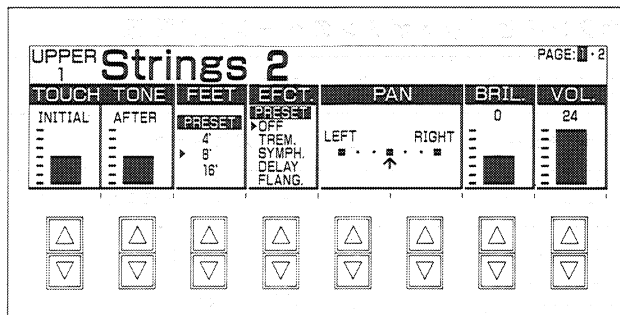 UPPER 1 Strings 2 PAGE: 1 · 2
TOUCH TONE FEET EFCT. PAN BRIL. VOL.
INITIAL AFTER PRESET PRESET 0 24
4' ▸OFF
▸ 8' TREM. LEFT RIGHT
16' SYMPH.
DELAY
FLANG.